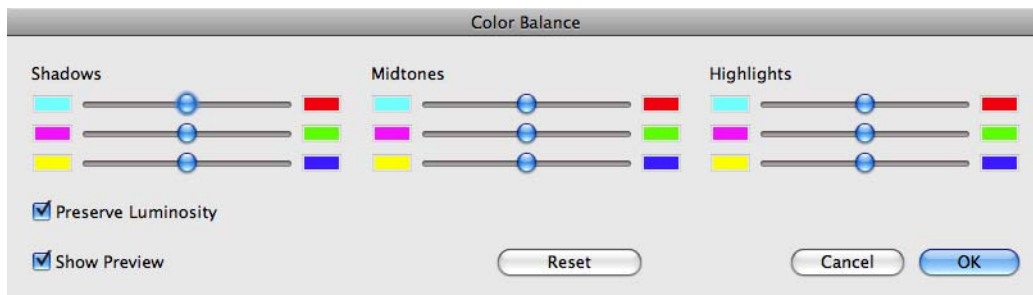 Color Balance
Shadows
Midtones
Highlights
Preserve Luminosity
Show Preview
Reset
Cancel
OK